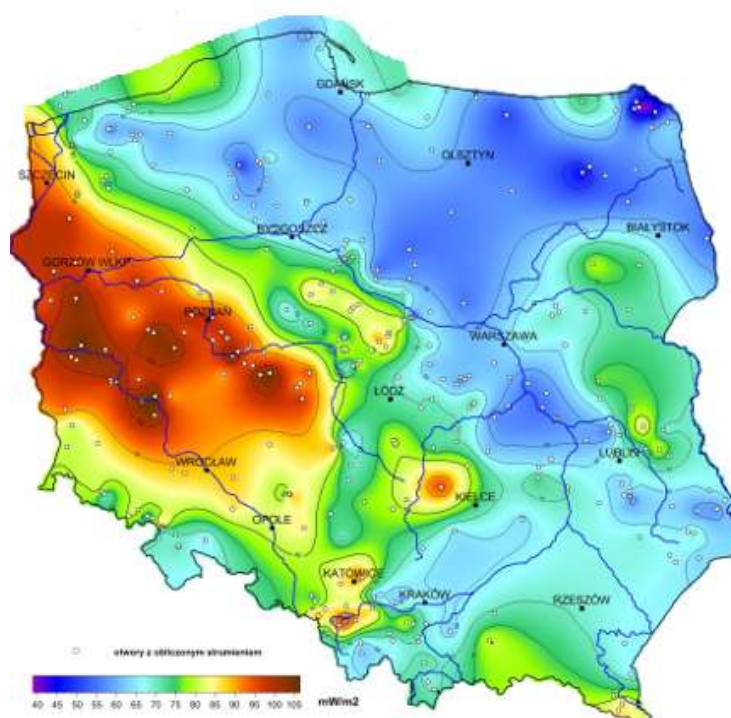 GDAŃSK
OLSZTYN
SZCZECIN
BYDGOSZCZ
BIAŁYSTOK
GORZÓW WLKP
POZNAŃ
WARSZAWA
ŁÓDŹ
LUBLIN
WROCŁAW
KIELCE
OPOLE
KATOWICE
KRAKÓW
RZESZÓW
otwory z obliczonym strumieniem
40 45 50 55 60 65 70 75 80 85 90 95 100 105 mW/m2